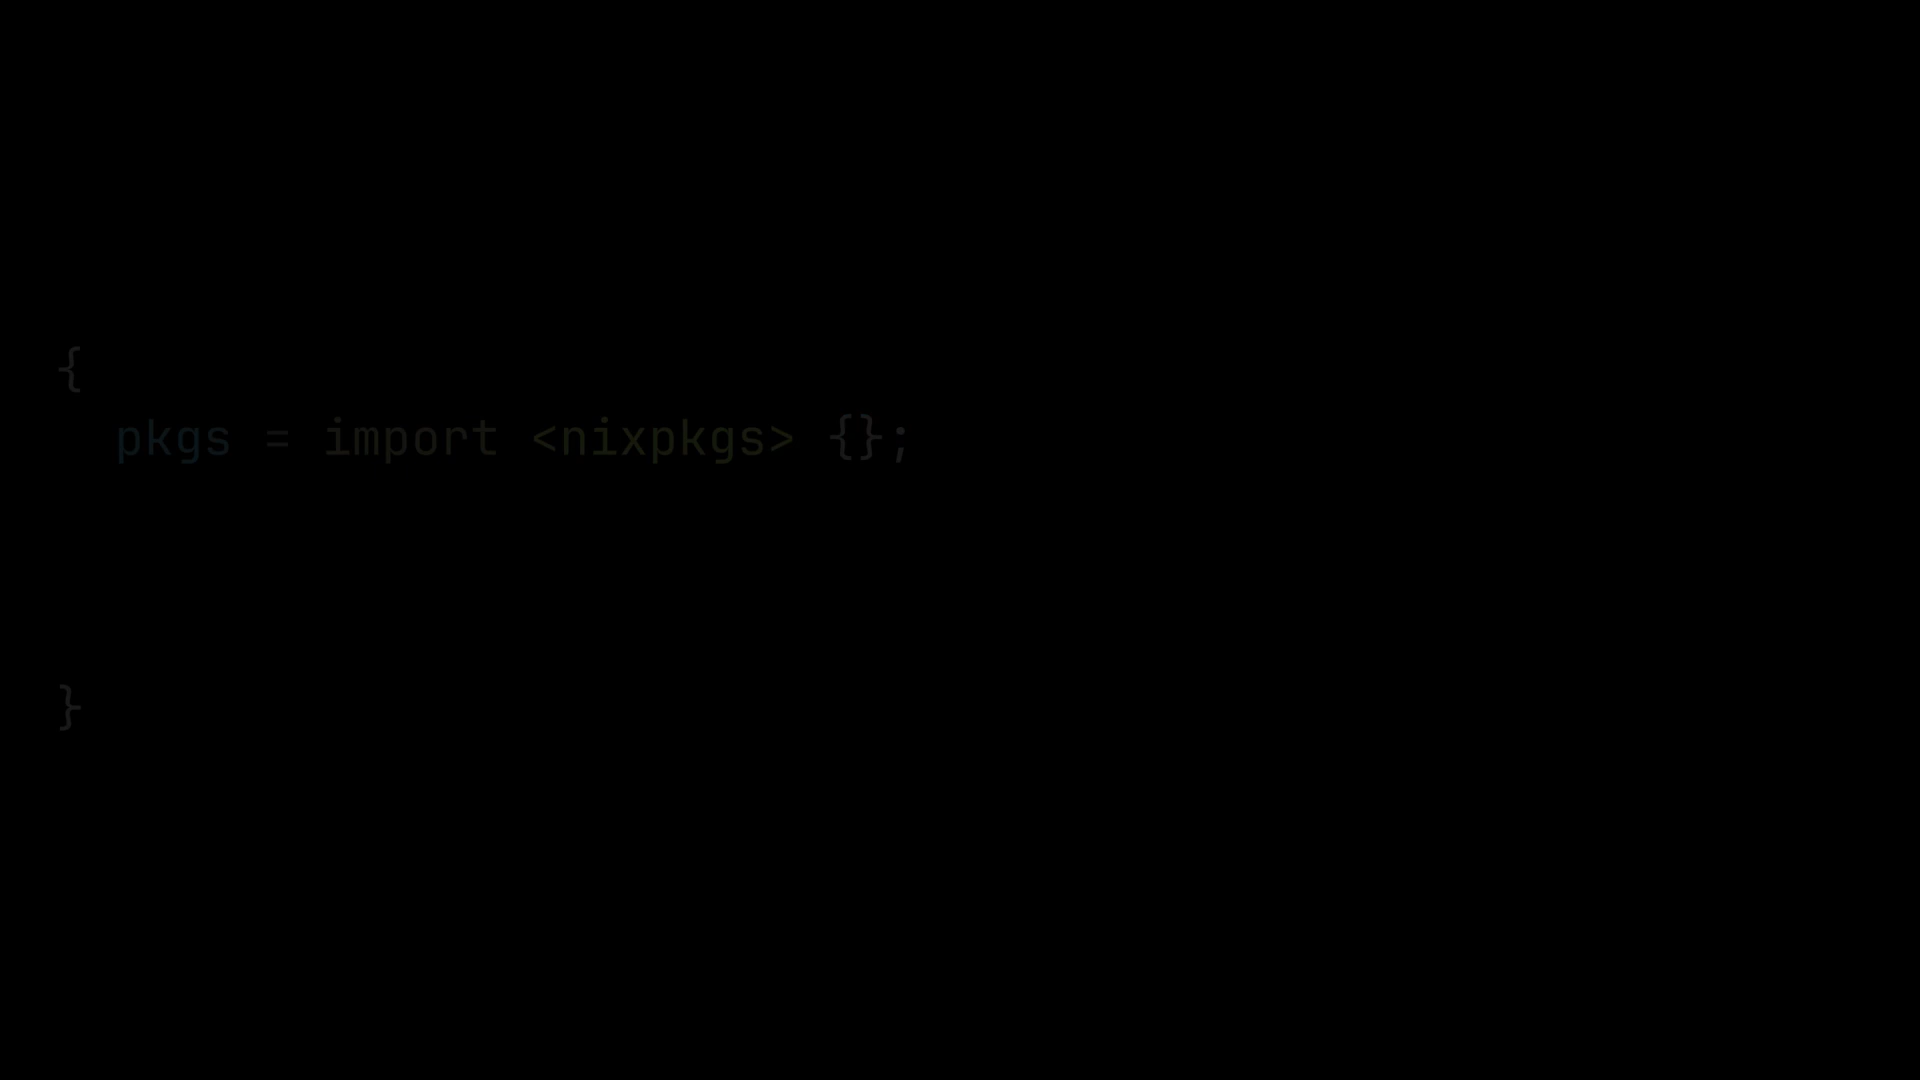 {
  pkgs = import <nixpkgs> {};
}